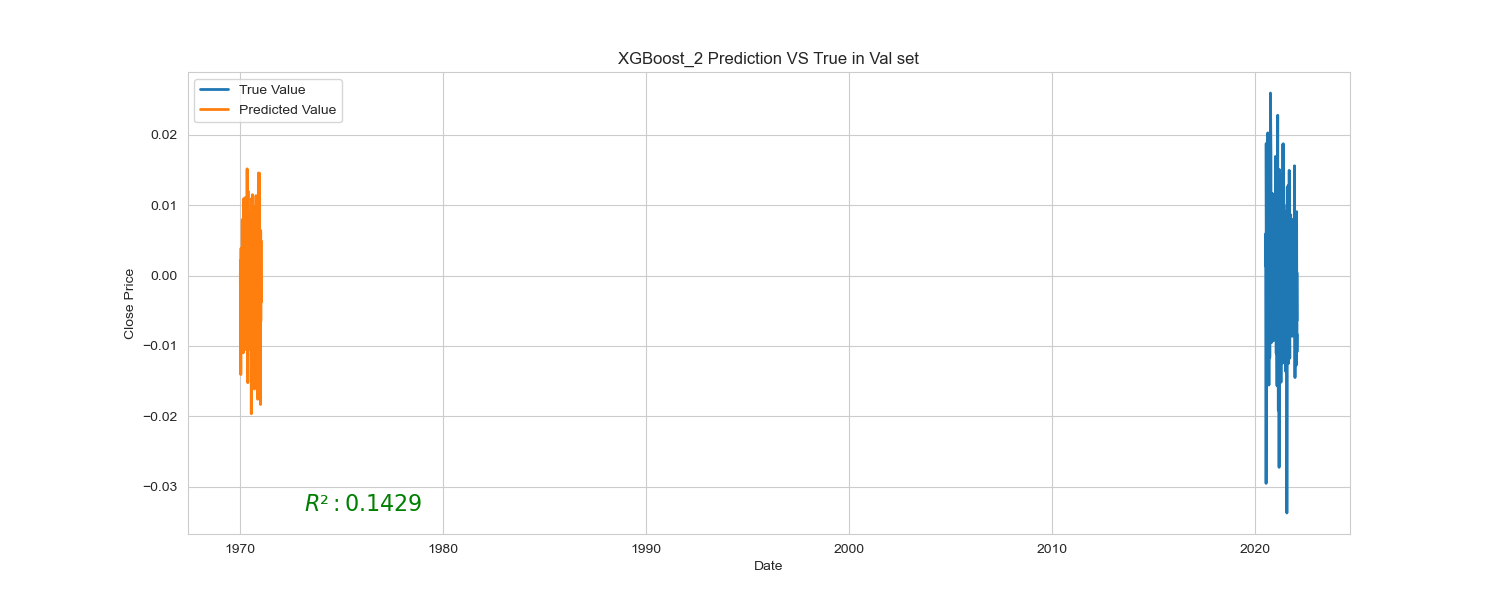 XGBoost_2 Prediction VS True in Val set
True Value
Predicted Value
0.02
0.01
0.00
−0.01
−0.02
−0.03
Close Price
R² : 0.1429
1970 1980 1990 2000 2010 2020
Date